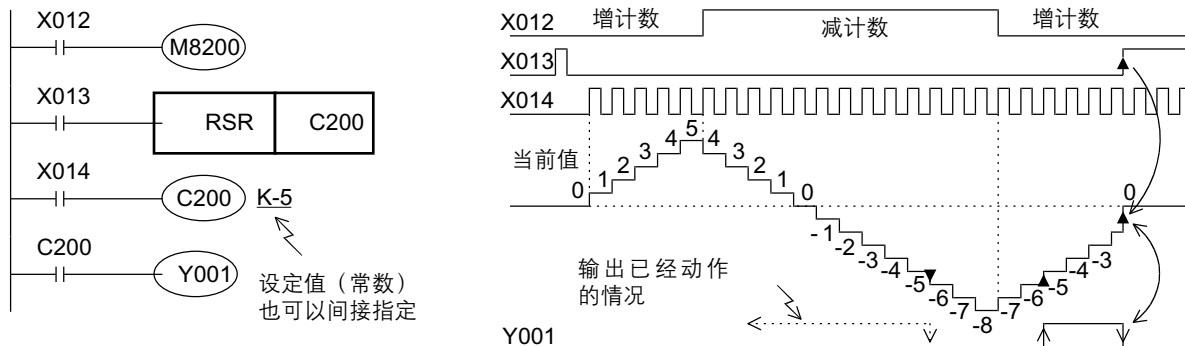 X012
M8200
X013
RSR C200
X014
C200 K-5
C200
Y001
设定值（常数）
也可以间接指定
X012 增计数 减计数 增计数
X013
X014
当前值
0 1 2 3 4 5 4 3 2 1 0 -1 -2 -3 -4 -5 -6 -7 -8 -7 -6 -5 -4 -3 0
输出已经动作
的情况
Y001